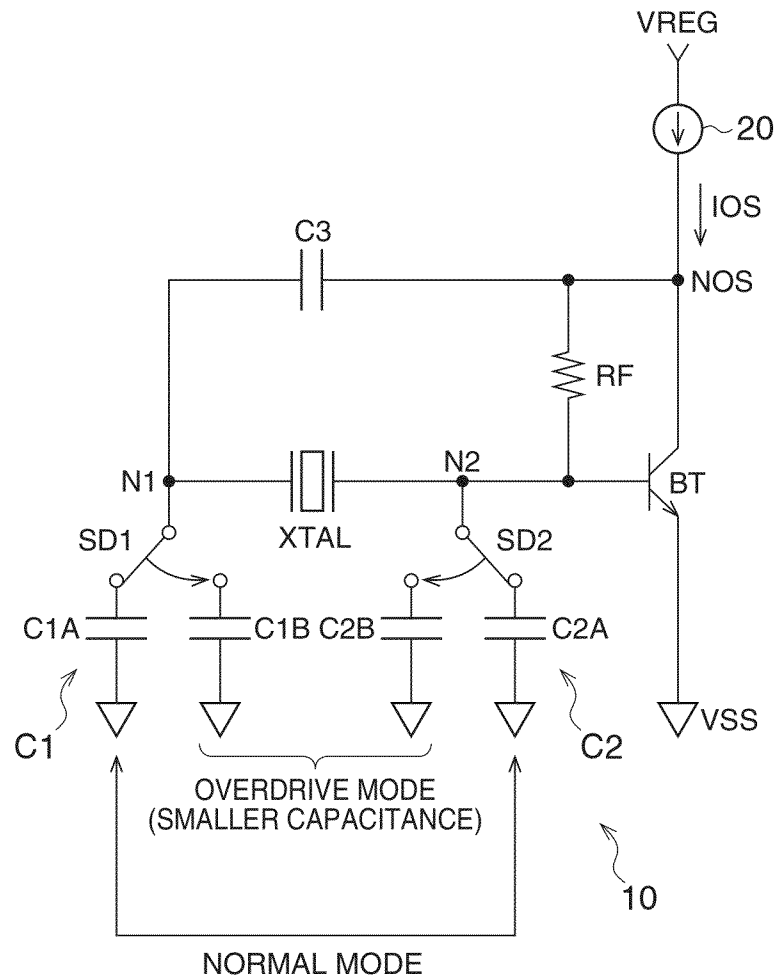 VREG
20
IOS
C3
NOS
RF
N1
N2
BT
XTAL
SD1
SD2
C1A
C1B
C2B
C2A
C1
C2
VSS
OVERDRIVE MODE
(SMALLER CAPACITANCE)
10
NORMAL MODE